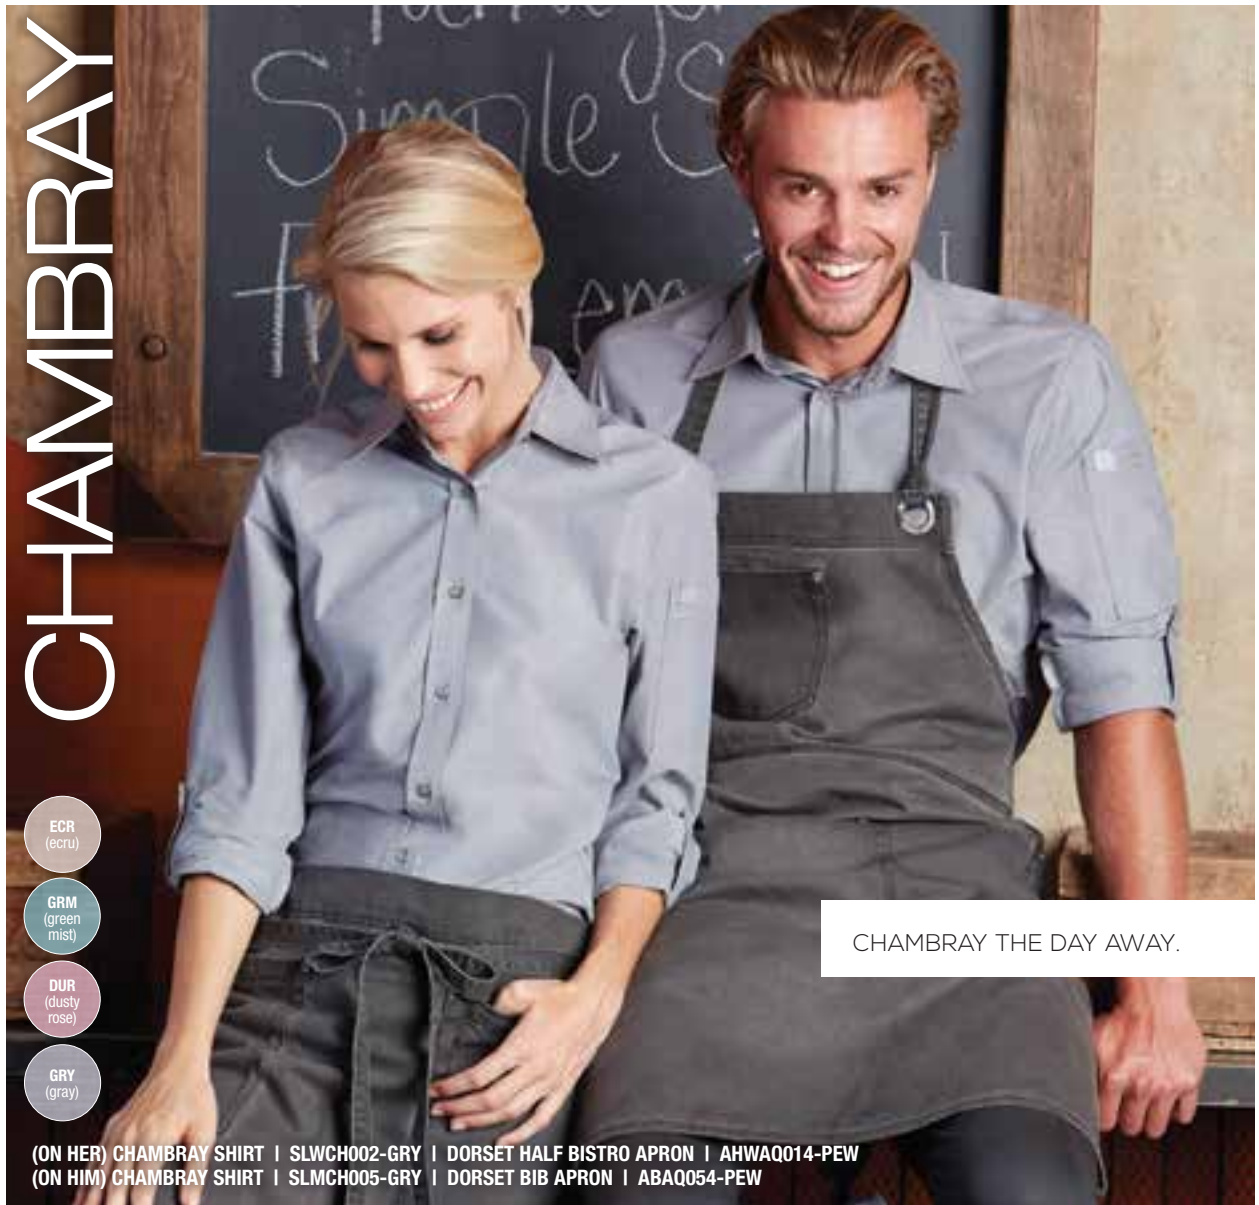 CHAMBRAY
Simple
ECR
(ecru)
GRM
(green
mist)
DUR
(dusty
rose)
GRY
(gray)
CHAMBRAY THE DAY AWAY.
(ON HER) CHAMBRAY SHIRT | SLWCH002-GRY | DORSET HALF BISTRO APRON | AHWAQ014-PEW
(ON HIM) CHAMBRAY SHIRT | SLMCH005-GRY | DORSET BIB APRON | ABAQ054-PEW